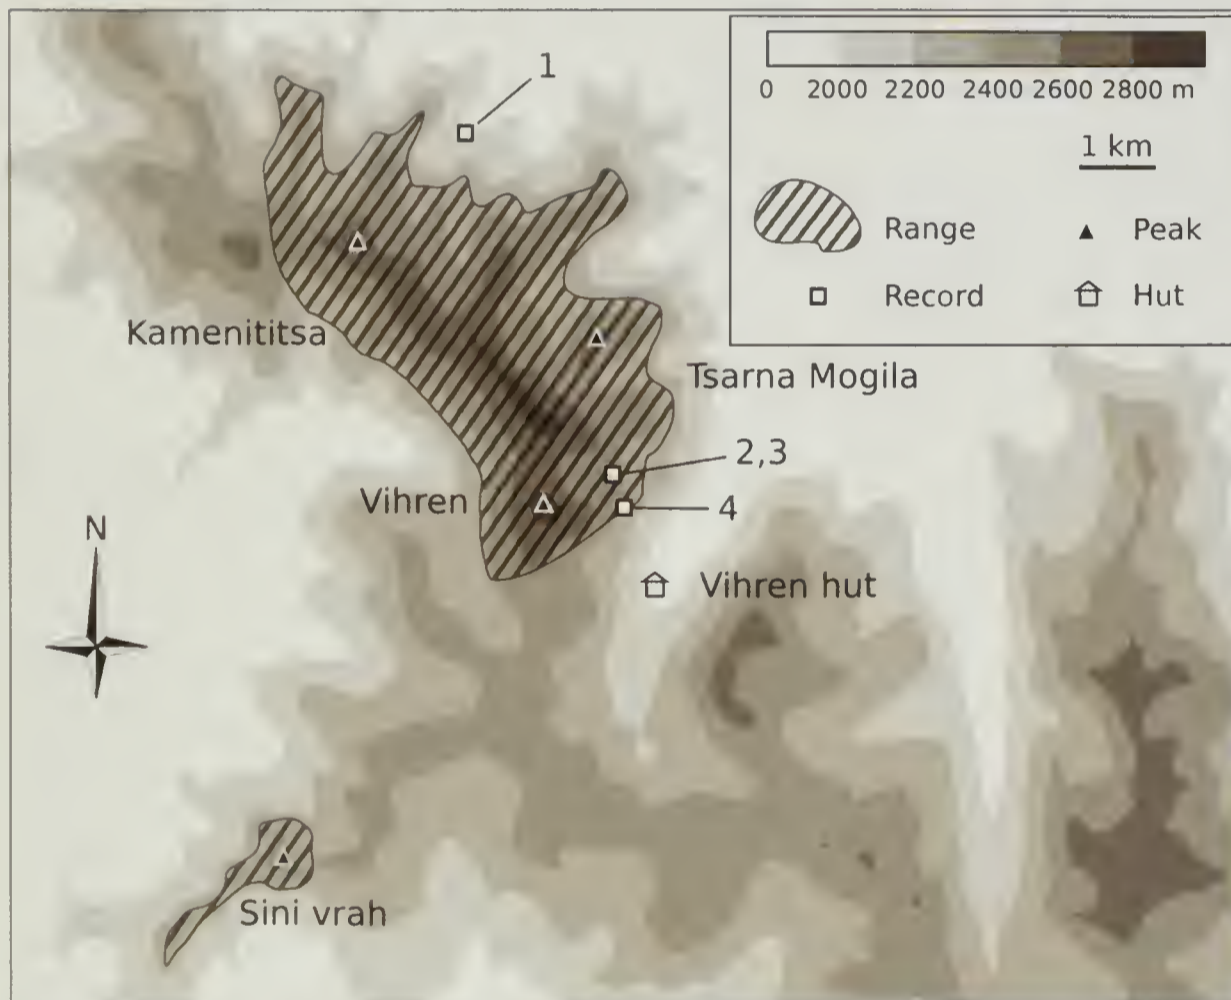 1
0 2000 2200 2400 2600 2800 m
1 km
Range
Peak
Record
Hut
Kamenititsa
Tsarna Mogila
2,3
Vihren
4
N
Vihren hut
Sini vrah